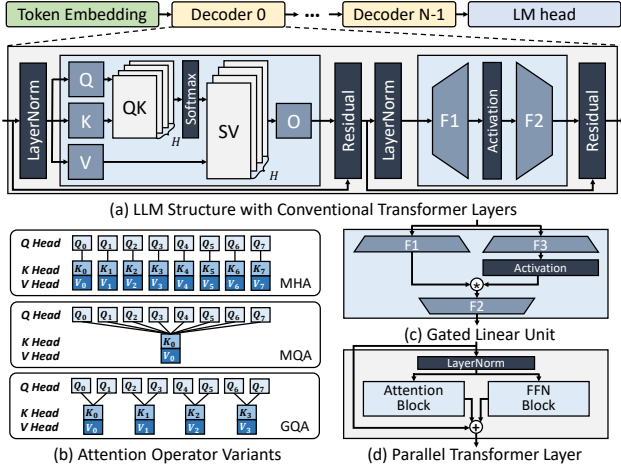 Token Embedding Decoder 0 ... Decoder N-1 LM head
LayerNorm Q K V QK H Softmax SV H O Residual LayerNorm F1 Activation F2 Residual
(a) LLM Structure with Conventional Transformer Layers
Q Head Q0 Q1 Q2 Q3 Q4 Q5 Q6 Q7
K Head K0 K1 K2 K3 K4 K5 K6 K7
V Head V0 V1 V2 V3 V4 V5 V6 V7 MHA
Q Head Q0 Q1 Q2 Q3 Q4 Q5 Q6 Q7
K Head K0
V Head V0 MQA
Q Head Q0 Q1 Q2 Q3 Q4 Q5 Q6 Q7
K Head K0 K1 K2 K3
V Head V0 V1 V2 V3 GQA
(b) Attention Operator Variants
F1 F3
Activation
*
F2
(c) Gated Linear Unit
LayerNorm
Attention Block FFN Block
+
(d) Parallel Transformer Layer